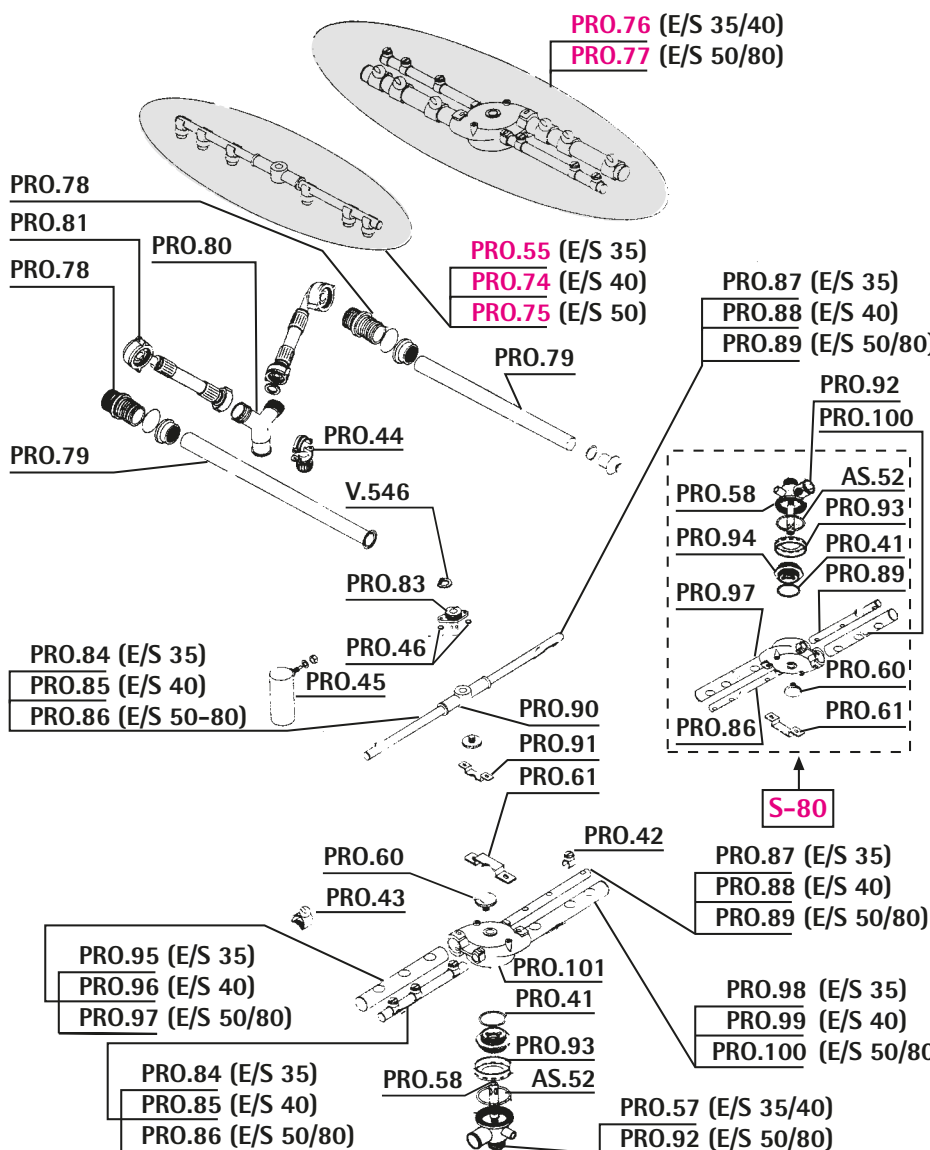 PRO.76 (E/S 35/40)
PRO.77 (E/S 50/80)
PRO.78
PRO.81
PRO.80
PRO.78
PRO.55 (E/S 35)
PRO.74 (E/S 40)
PRO.75 (E/S 50)
PRO.87 (E/S 35)
PRO.88 (E/S 40)
PRO.89 (E/S 50/80)
PRO.79
PRO.92
PRO.100
PRO.44
PRO.79
V.546
PRO.58
AS.52
PRO.93
PRO.94
PRO.41
PRO.83
PRO.89
PRO.97
PRO.46
PRO.84 (E/S 35)
PRO.85 (E/S 40)
PRO.86 (E/S 50-80)
PRO.45
PRO.60
PRO.90
PRO.61
PRO.86
PRO.91
PRO.61
S-80
PRO.42
PRO.60
PRO.87 (E/S 35)
PRO.88 (E/S 40)
PRO.89 (E/S 50/80)
PRO.43
PRO.95 (E/S 35)
PRO.96 (E/S 40)
PRO.97 (E/S 50/80)
PRO.101
PRO.41
PRO.98 (E/S 35)
PRO.99 (E/S 40)
PRO.100 (E/S 50/80
PRO.93
PRO.58
AS.52
PRO.84 (E/S 35)
PRO.85 (E/S 40)
PRO.86 (E/S 50/80)
PRO.57 (E/S 35/40)
PRO.92 (E/S 50/80)